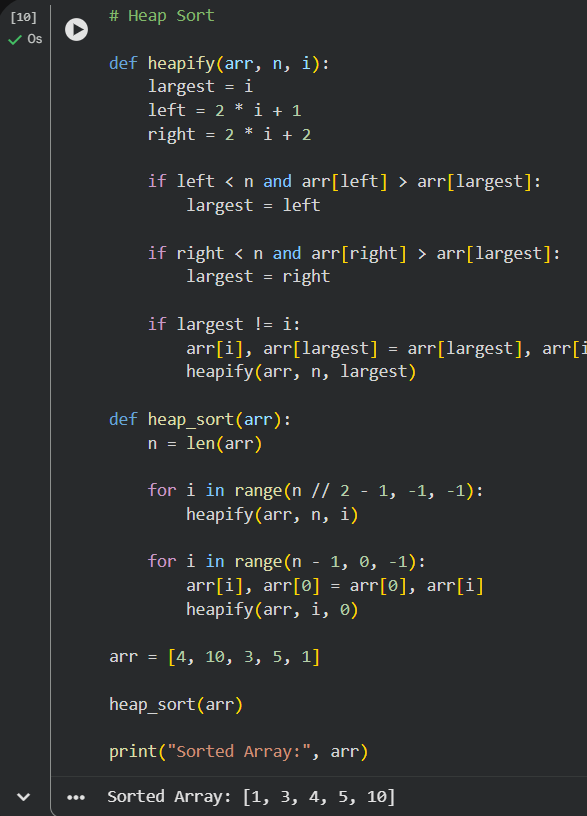 [10]
0s
# Heap Sort
def heapify(arr, n, i):
    largest = i
    left = 2 * i + 1
    right = 2 * i + 2
    if left < n and arr[left] > arr[largest]:
        largest = left
    if right < n and arr[right] > arr[largest]:
        largest = right
    if largest != i:
        arr[i], arr[largest] = arr[largest], arr[i
        heapify(arr, n, largest)
def heap_sort(arr):
    n = len(arr)
    for i in range(n // 2 - 1, -1, -1):
        heapify(arr, n, i)
    for i in range(n - 1, 0, -1):
        arr[i], arr[0] = arr[0], arr[i]
        heapify(arr, i, 0)
arr = [4, 10, 3, 5, 1]
heap_sort(arr)
print("Sorted Array:", arr)
Sorted Array: [1, 3, 4, 5, 10]